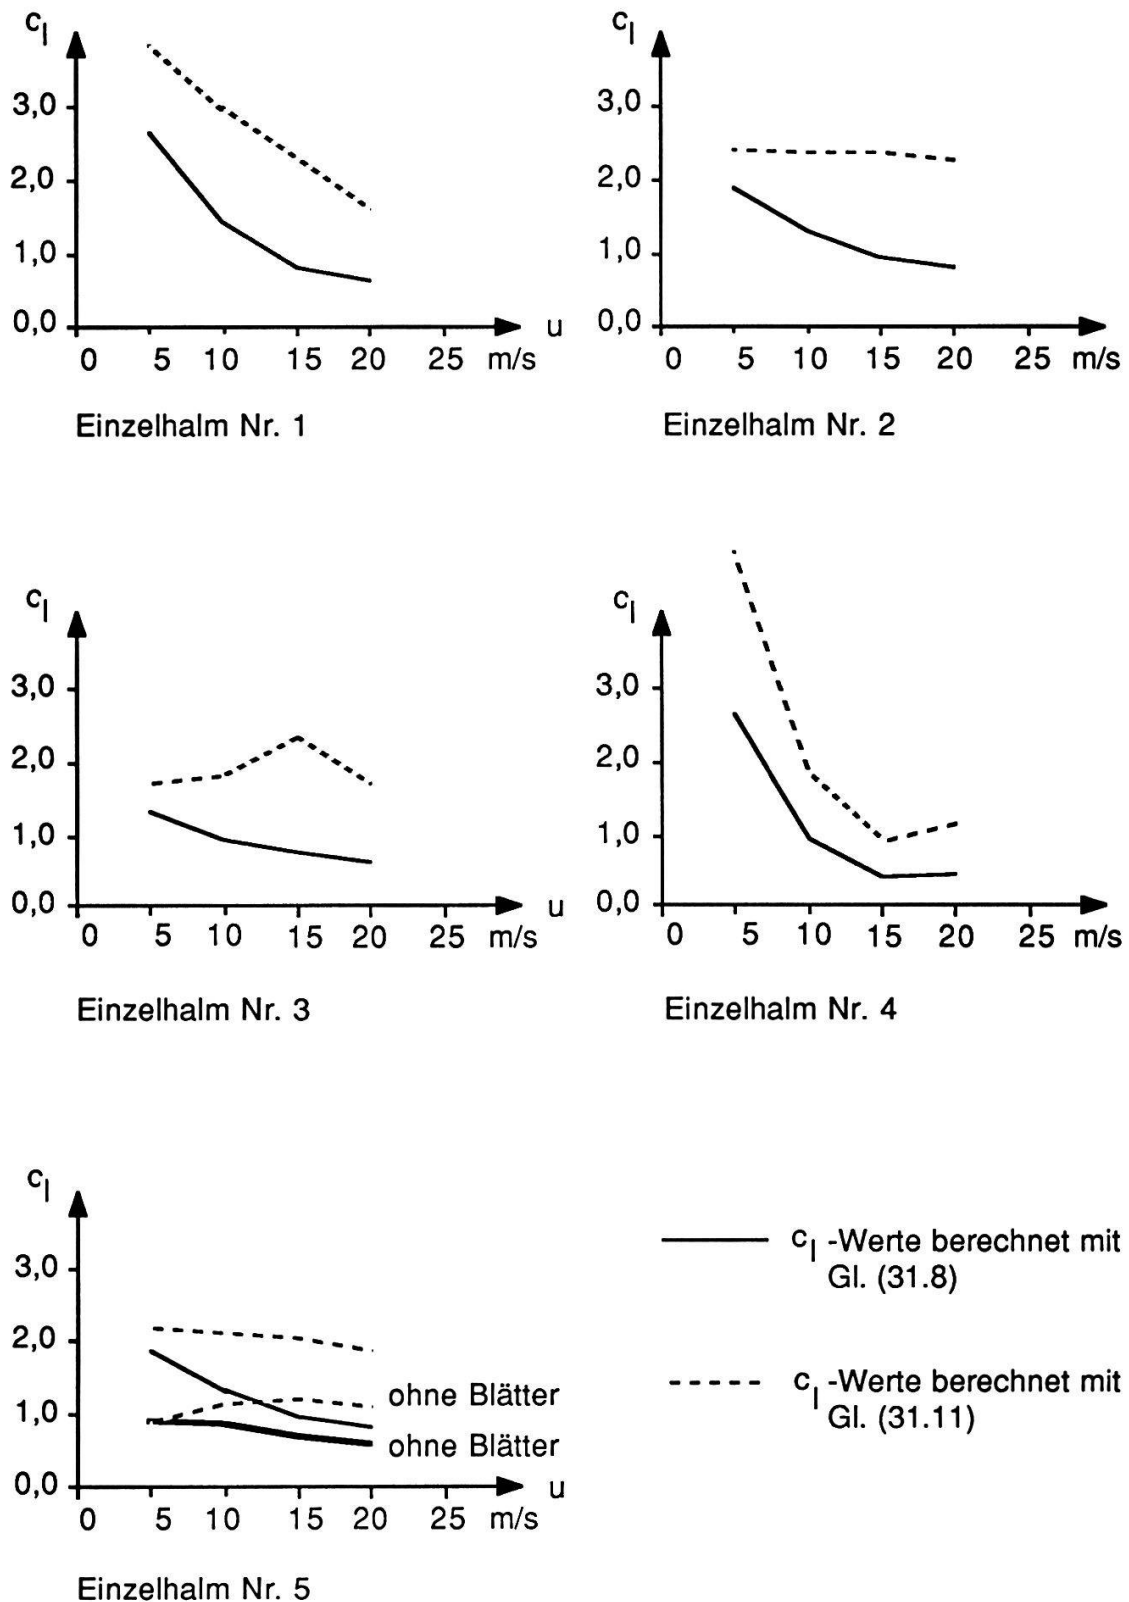 c_l
3,0
2,0
1,0
0,0
0 5 10 15 20 25 m/s
u
Einzelhalm Nr. 1
c_l
3,0
2,0
1,0
0,0
0 5 10 15 20 25 m/s
Einzelhalm Nr. 2
c_l
3,0
2,0
1,0
0,0
u
0 5 10 15 20 25 m/s
Einzelhalm Nr. 3
c_l
3,0
2,0
1,0
0,0
0 5 10 15 20 25 m/s
Einzelhalm Nr. 4
c_l
3,0
2,0
1,0
0,0
ohne Blätter
ohne Blätter
u
0 5 10 15 20 25 m/s
Einzelhalm Nr. 5
c_l -Werte berechnet mit
Gl. (31.8)
c_l -Werte berechnet mit
Gl. (31.11)